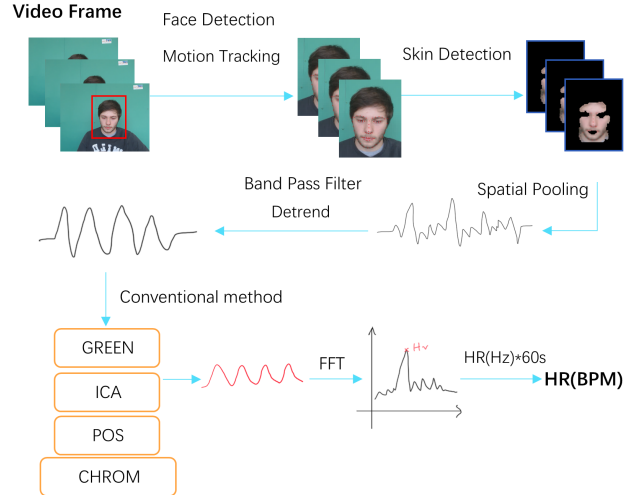 Video Frame
Face Detection
Motion Tracking
Skin Detection
Band Pass Filter
Detrend
Spatial Pooling
Conventional method
GREEN
ICA
POS
CHROM
FFT
Hr
HR(Hz)*60s
HR(BPM)